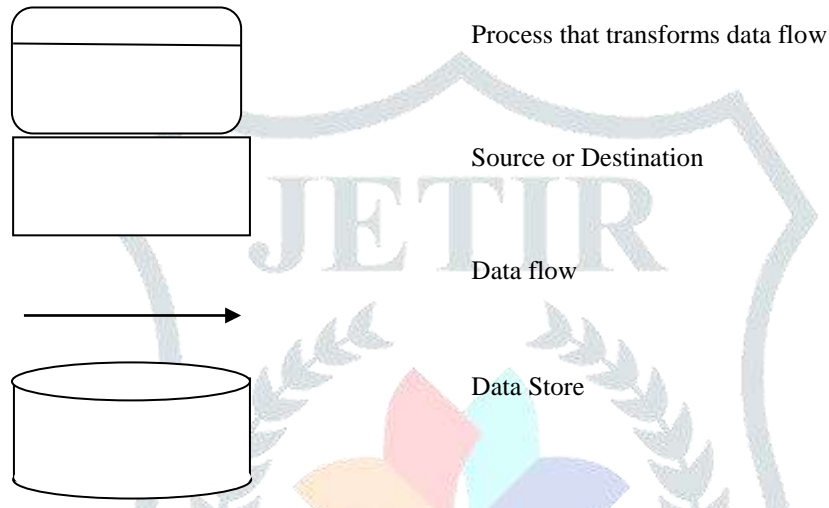 Process that transforms data flow
Source or Destination
JETIR
Data flow
Data Store